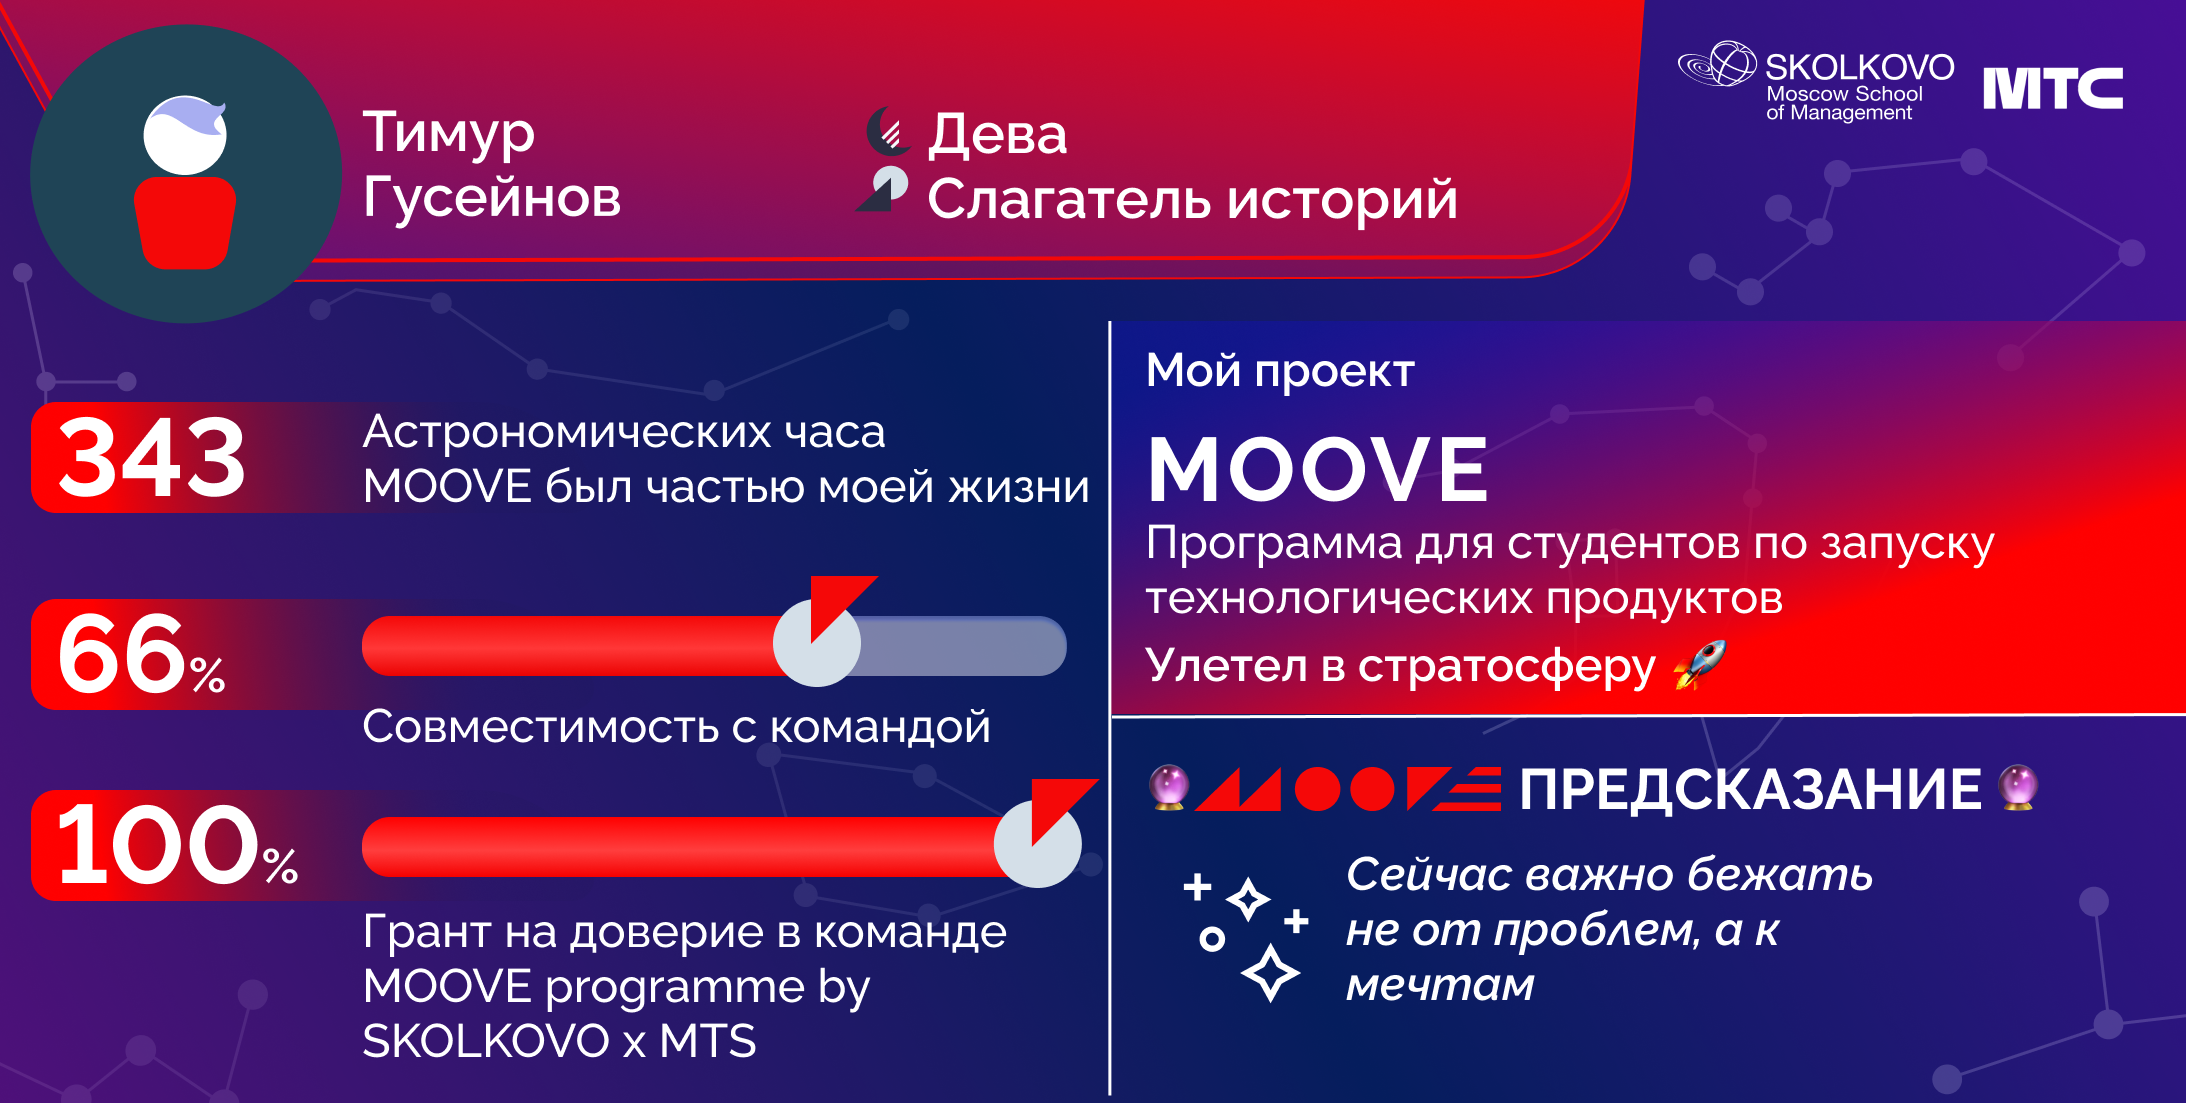 Тимур
Гусейнов
Дева
Слагатель историй
SKOLKOVO
Moscow School
of Management
МТС
343
Астрономических часа
MOOVE был частью моей жизни
66%
Совместимость с командой
100%
Грант на доверие в команде
MOOVE programme by
SKOLKOVO x MTS
Мой проект
MOOVE
Программа для студентов по запуску
технологических продуктов
Улетел в стратосферу 🚀
🔮MOOVE ПРЕДСКАЗАНИЕ 🔮
Сейчас важно бежать
не от проблем, а к
мечтам